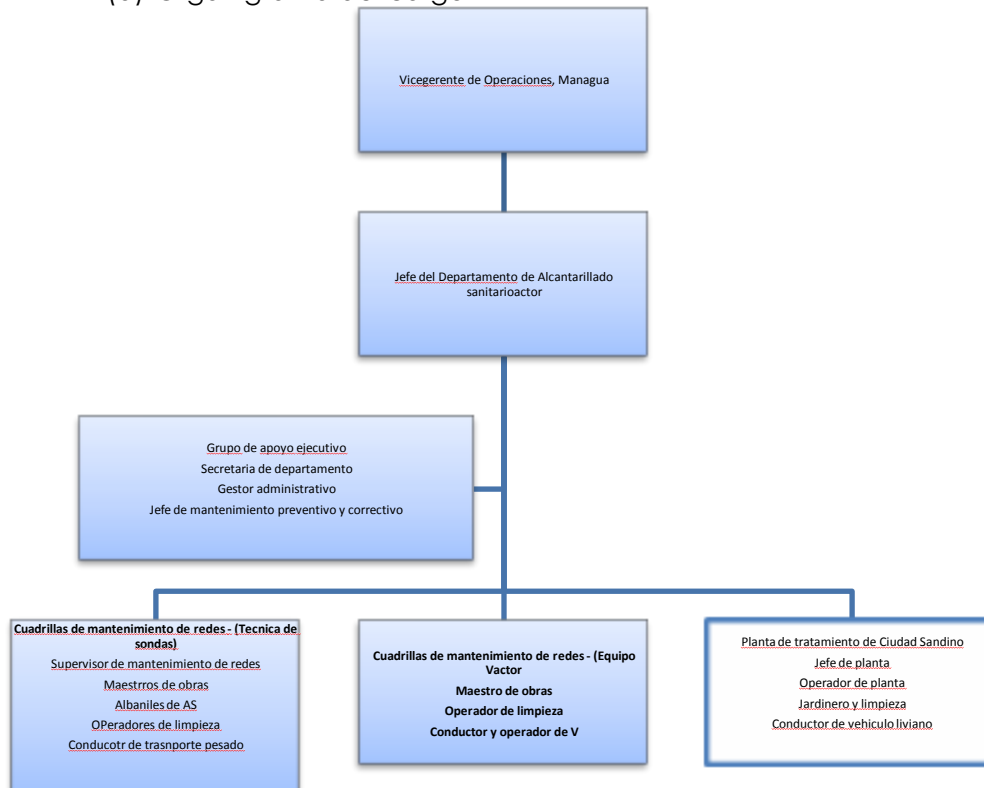 Vicegerente de Operaciones, Managua
Jefe del Departamento de Alcantarillado
sanitarioactor
Grupo de apoyo ejecutivo
Secretaria de departamento
Gestor administrativo
Jefe de mantenimiento preventivo y correctivo
Cuadrillas de mantenimiento de redes - (Tecnica de
sondas)
Supervisor de mantenimiento de redes
Maestrros de obras
Albaniles de AS
OPeradores de limpieza
Conducotr de trasnporte pesado
Cuadrillas de mantenimiento de redes - (Equipo
Vactor
Maestro de obras
Operador de limpieza
Conductor y operador de V
Planta de tratamiento de Ciudad Sandino
Jefe de planta
Operador de planta
Jardinero y limpieza
Conductor de vehiculo liviano